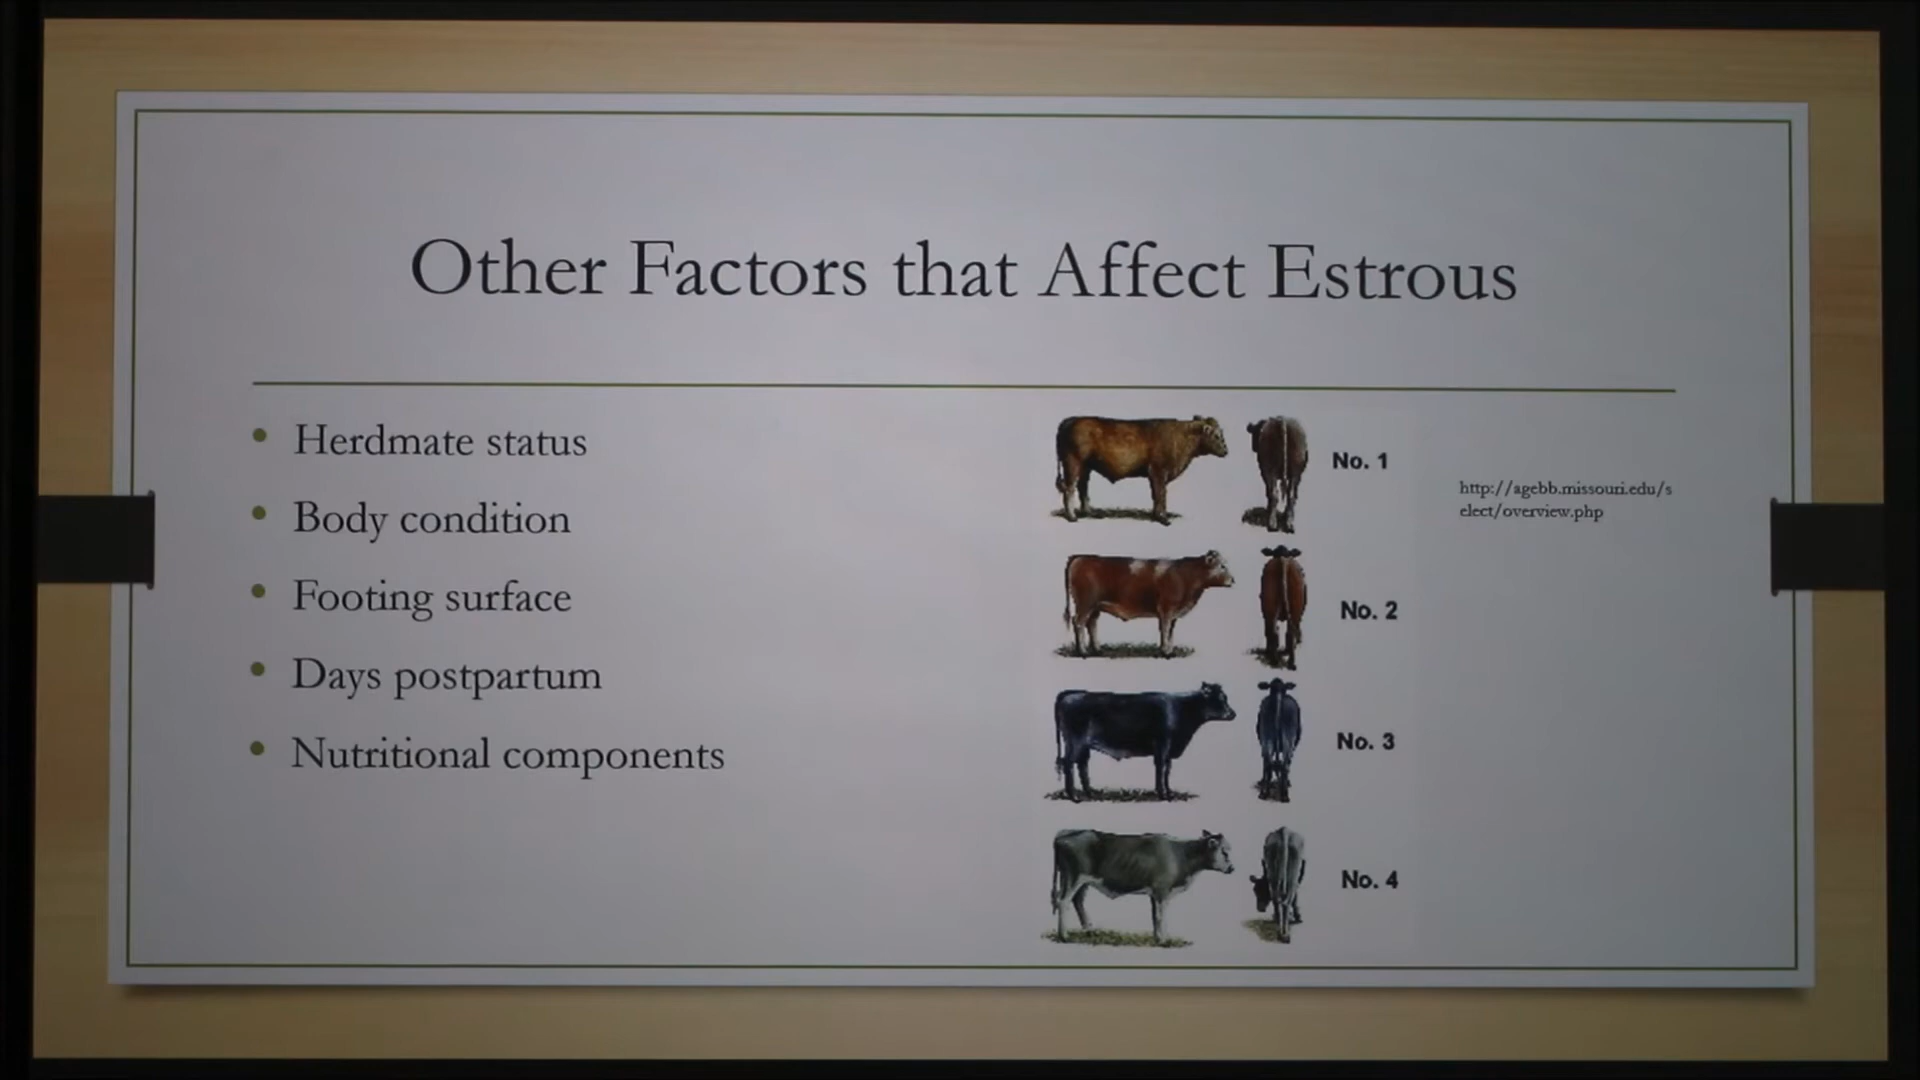 Other Factors that Affect Estrous
Herdmate status
Body condition
Footing surface
Days postpartum
Nutritional components
No. 1
No. 2
No. 3
No. 4
http://agebb.missouri.edu/s
elect/overview.php